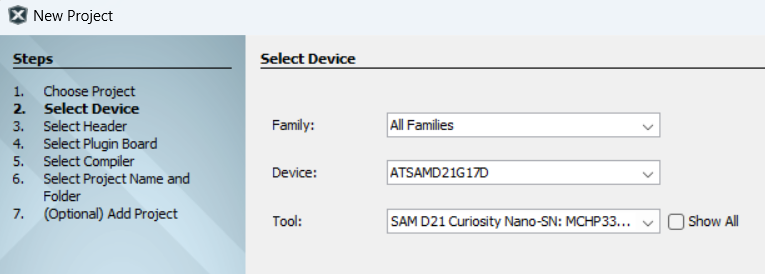 New Project
Steps
1. Choose Project
2. Select Device
3. Select Header
4. Select Plugin Board
5. Select Compiler
6. Select Project Name and
Folder
7. (Optional) Add Project
Select Device
Family: All Families
Device: ATSAMD21G17D
Tool: SAM D21 Curiosity Nano-SN: MCHP33... Show All